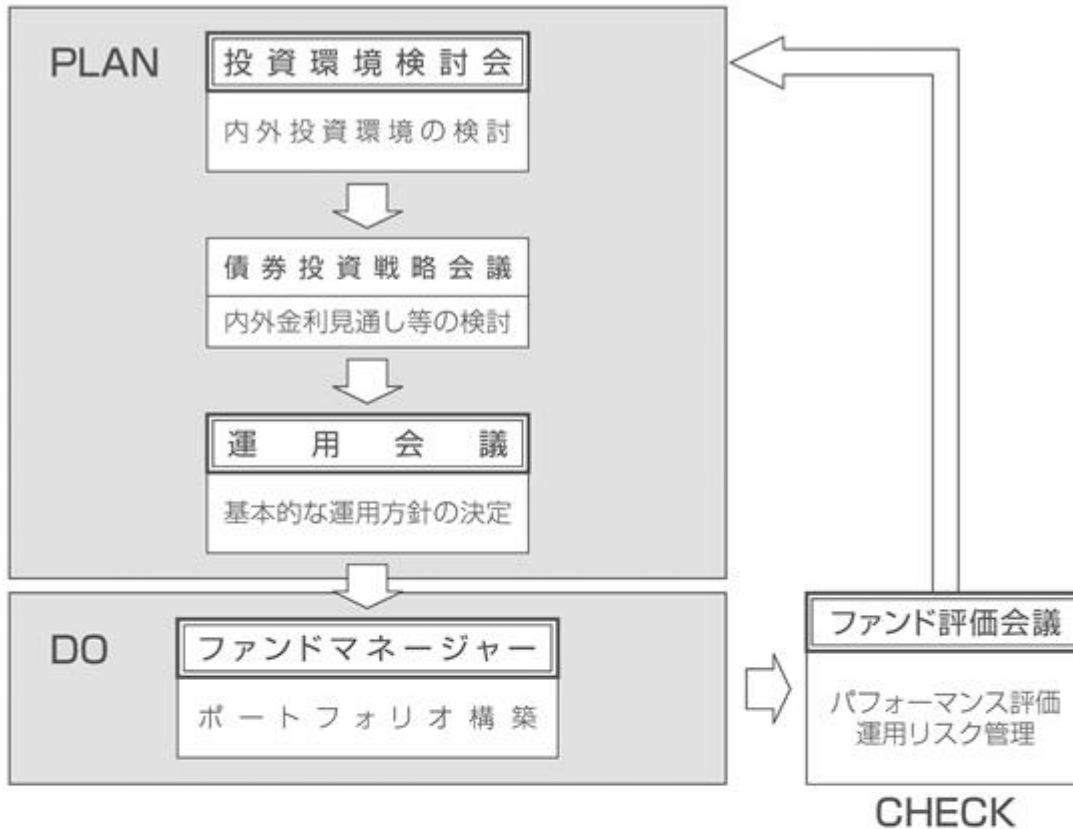 PLAN
投資環境検討会
内外投資環境の検討
債券投資戦略会議
内外金利見通し等の検討
運用会議
基本的な運用方針の決定
DO
ファンドマネージャー
ポートフォリオ構築
ファンド評価会議
パフォーマンス評価
運用リスク管理
CHECK